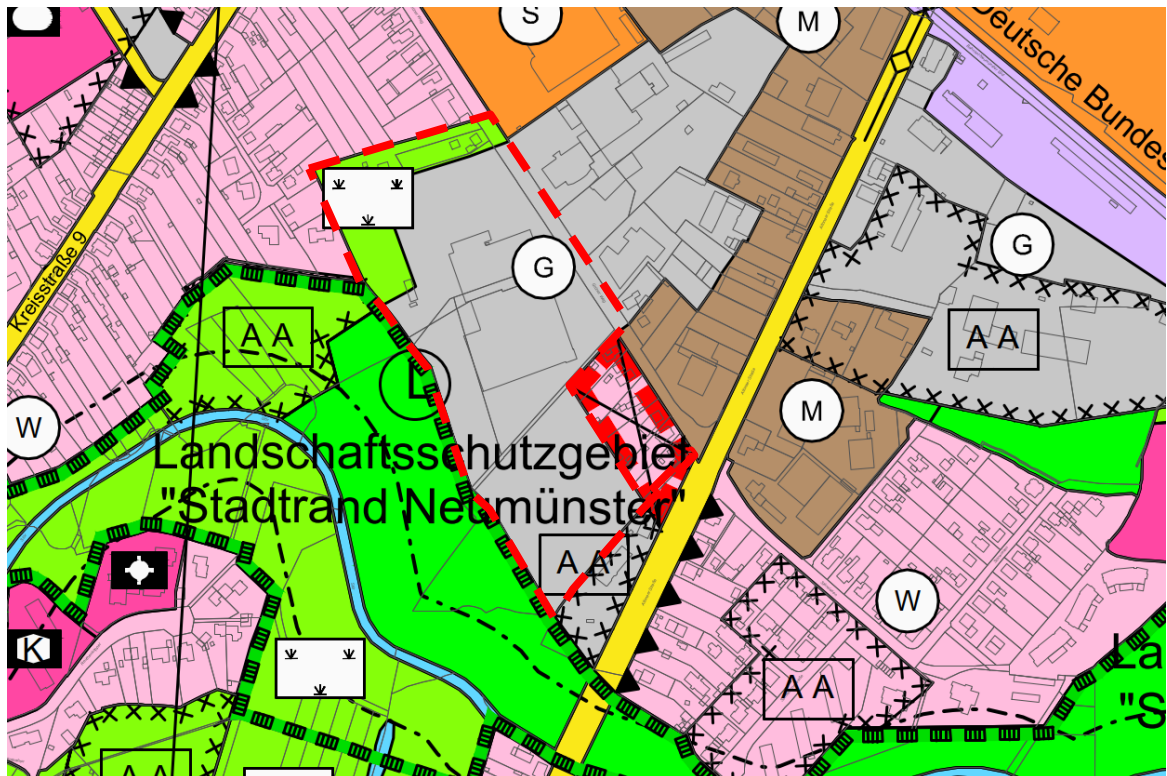 S
M
Deutsche Bundes
G
G
Kreisstraße 9
A A
A A
L
M
W
Landschaftsschutzgebiet
"Stadtrand Neumünster"
A A
W
K
La
"S
A A
A A